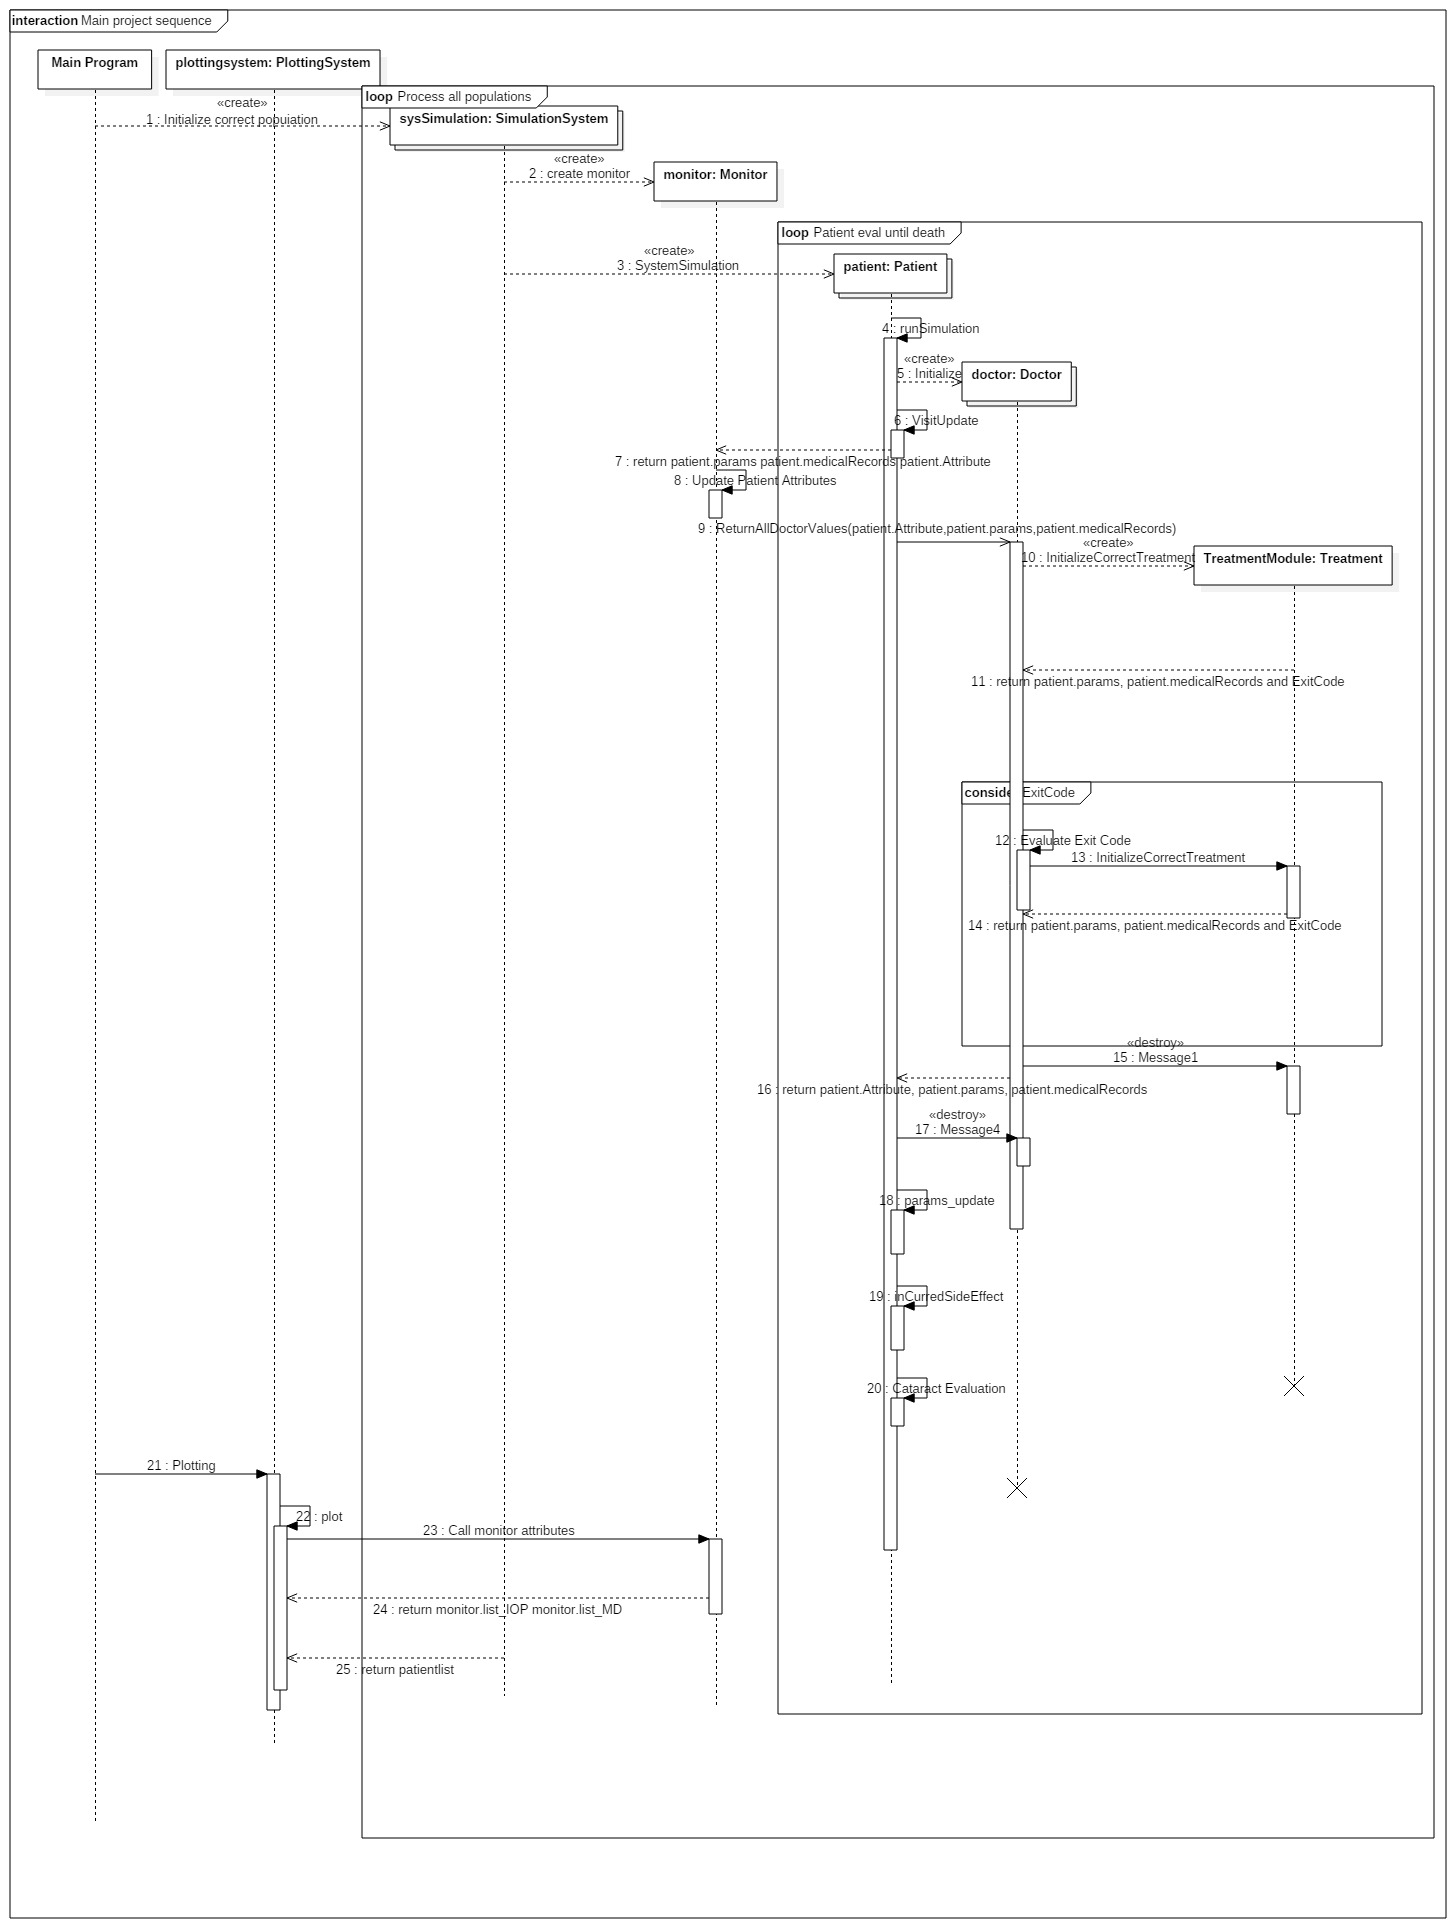 interaction Main project sequence
Main Program
plottingsystem: PlottingSystem
loop Process all populations
«create»
1 : Initialize correct popuiation
sysSimulation: SimulationSystem
«create»
2 : create monitor
monitor: Monitor
loop Patient eval until death
«create»
3 : SystemSimulation
patient: Patient
4 : runSimulation
«create»
5 : Initialize
doctor: Doctor
6 : VisitUpdate
7 : return patient.params patient.medicalRecords patient.Attribute
8 : Update Patient Attributes
9 : ReturnAllDoctorValues(patient.Attribute,patient.params,patient.medicalRecords)
«create»
10 : InitializeCorrectTreatment
TreatmentModule: Treatment
11 : return patient.params, patient.medicalRecords and ExitCode
conside ExitCode
12 : Evaluate Exit Code
13 : InitializeCorrectTreatment
14 : return patient.params, patient.medicalRecords and ExitCode
«destroy»
15 : Message1
16 : return patient.Attribute, patient.params, patient.medicalRecords
«destroy»
17 : Message4
18 : params_update
19 : inCurredSideEffect
20 : Cataract Evaluation
21 : Plotting
22 : plot
23 : Call monitor attributes
24 : return monitor.list_IOP monitor.list_MD
25 : return patientlist